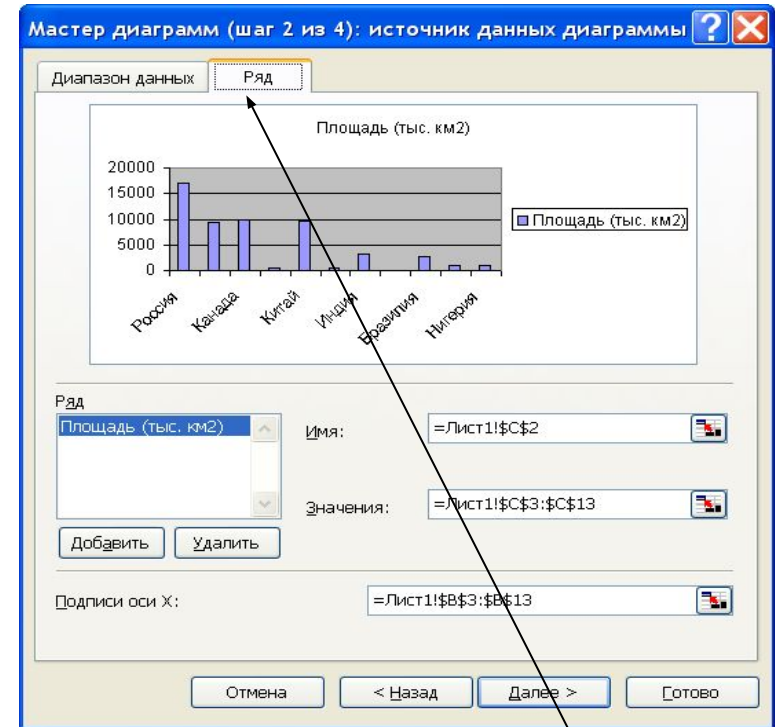 Мастер диаграмм (шаг 2 из 4): источник данных диаграммы
Диапазон данных
Ряд
Площадь (тыс. км2)
20000
15000
10000
5000
0
Россия
Канада
Китай
Индия
Бразилия
Нигерия
Площадь (тыс. км2)
Ряд
Площадь (тыс. км2)
Имя:
=Лист1!$C$2
Значения:
=Лист1!$C$3:$C$13
Добавить
Удалить
Подписи оси X:
=Лист1!$B$3:$B$13
Отмена
< Назад
Далее >
Готово